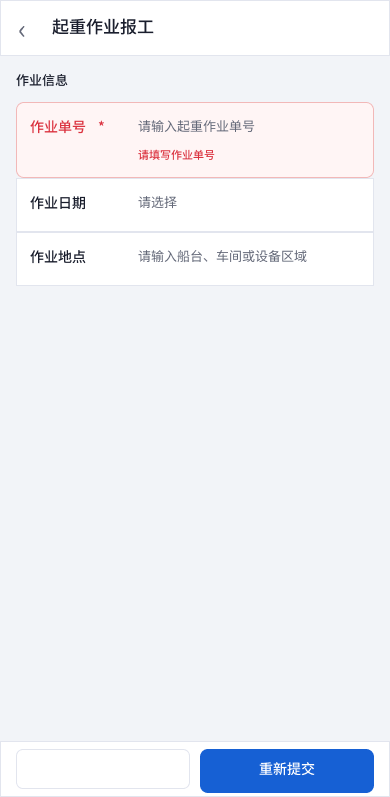 起重作业报工
作业信息
作业单号 * 请输入起重作业单号
请填写作业单号
作业日期 请选择
作业地点 请输入船台、车间或设备区域
重新提交